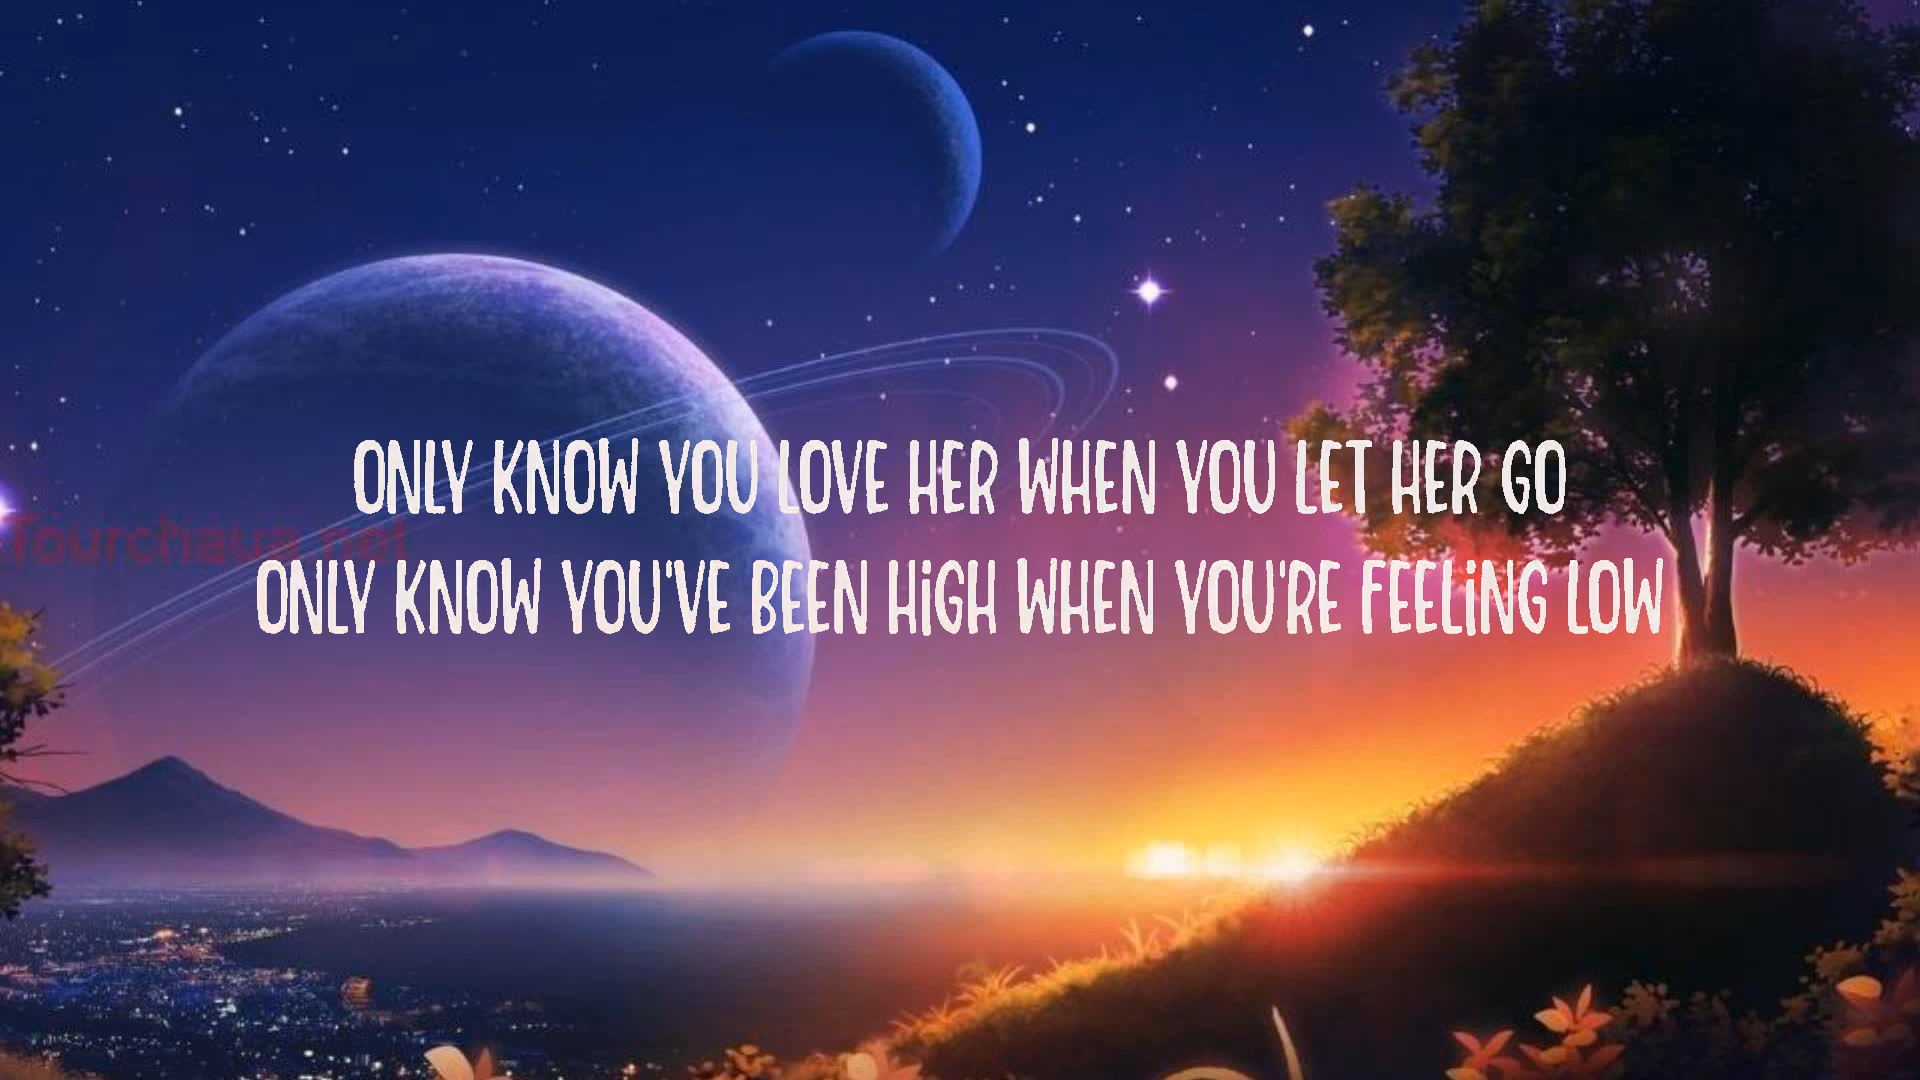 ONLY KNOW YOU LOVE HER WHEN YOU LET HER GO
ONLY KNOW YOU'VE BEEN HiGH WHEN YOU'RE FEELiNG LOW